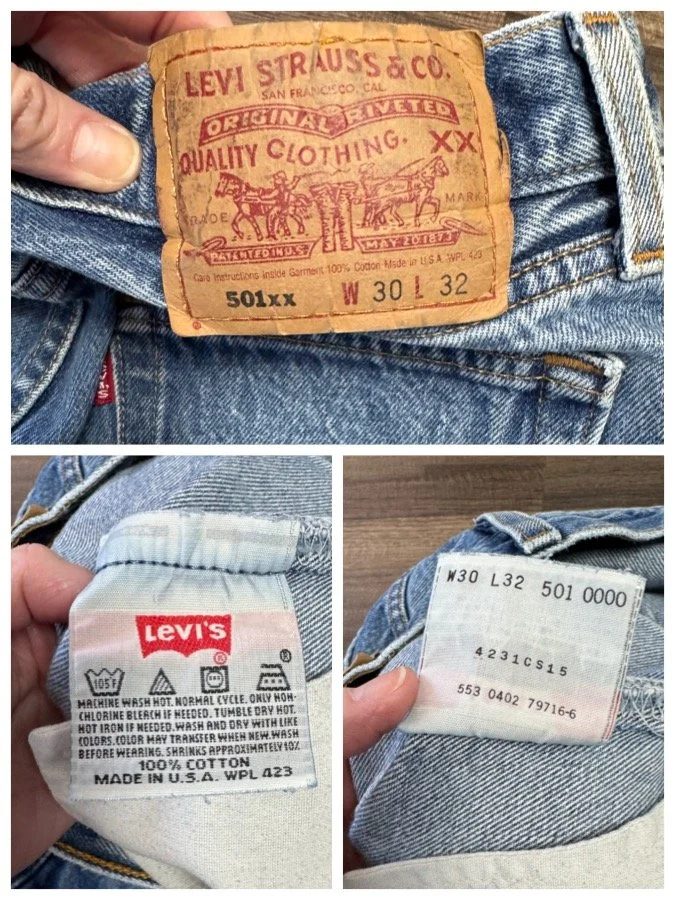 LEVI STRAUSS & CO.
SAN FRANCISCO, CAL.
ORIGINAL RIVETED
QUALITY CLOTHING. XX
TRADE MARK
PATENTED IN U.S. MAY 20 1873
Care Instructions Inside Garment 100% Cotton Made in U.S.A. WPL 423
501xx W 30 L 32
®
LEVI'S
®
®
105F
MACHINE WASH HOT. NORMAL CYCLE. ONLY NON-
CHLORINE BLEACH IF NEEDED. TUMBLE DRY HOT.
HOT IRON IF NEEDED. WASH AND DRY WITH LIKE
COLORS. COLOR MAY TRANSFER WHEN NEW. WASH
BEFORE WEARING. SHRINKS APPROXIMATELY 10%
100% COTTON
MADE IN U.S.A. WPL 423
W30 L32 501 0000
4231CS15
553 0402 79716-6